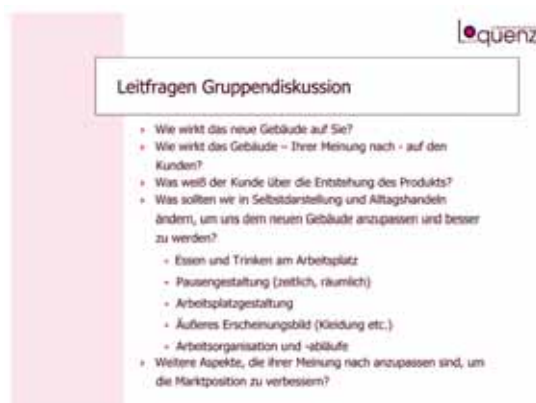 Loquenz
Leitfragen Gruppendiskussion
Wie wirkt das neue Gebäude auf Sie?
Wie wirkt das Gebäude – Ihrer Meinung nach - auf den
Kunden?
Was weiß der Kunde über die Entstehung des Produkts?
Was sollten wir in Selbstdarstellung und Alltagshandeln
ändern, um uns dem neuen Gebäude anzupassen und besser
zu werden?
Essen und Trinken am Arbeitsplatz
Pausengestaltung (zeitlich, räumlich)
Arbeitsplatzgestaltung
Äußeres Erscheinungsbild (Kleidung etc.)
Arbeitsorganisation und -abläufe
Weitere Aspekte, die ihrer Meinung nach anzupassen sind, um
die Marktposition zu verbessern?